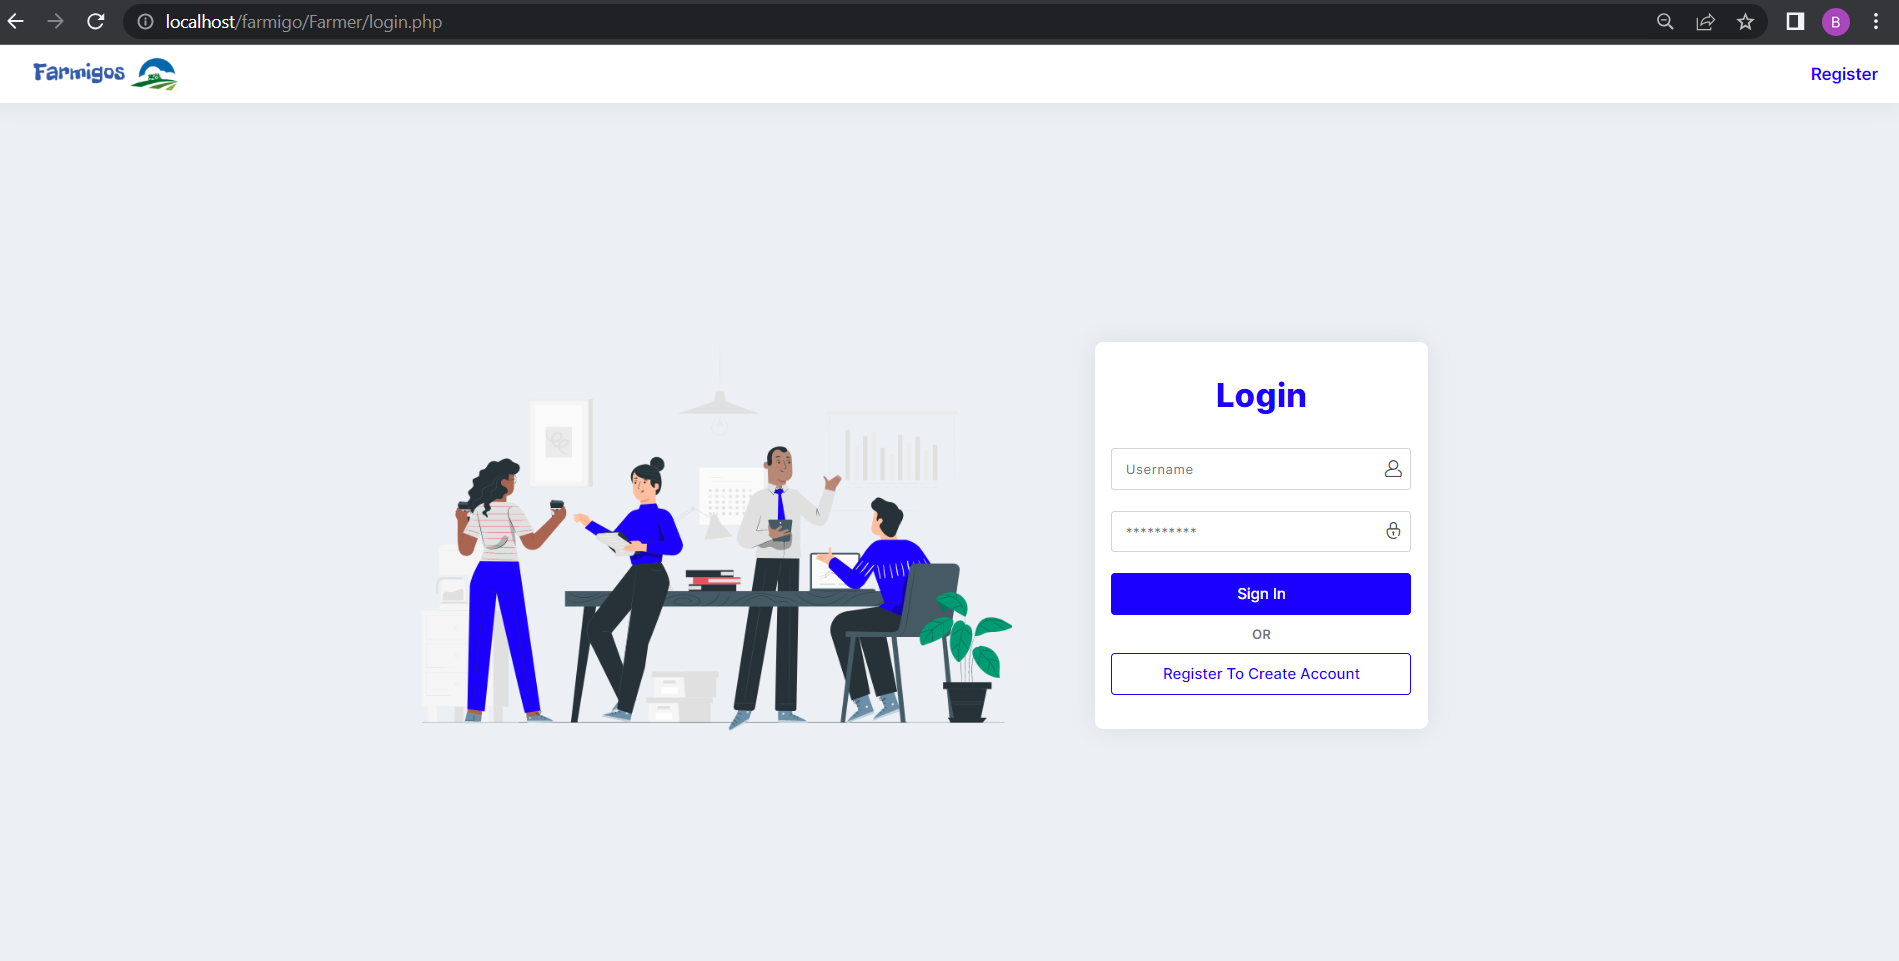 localhost/farmigo/Farmer/login.php
B
Farmigos
Register
Login
Username
**********
Sign In
OR
Register To Create Account